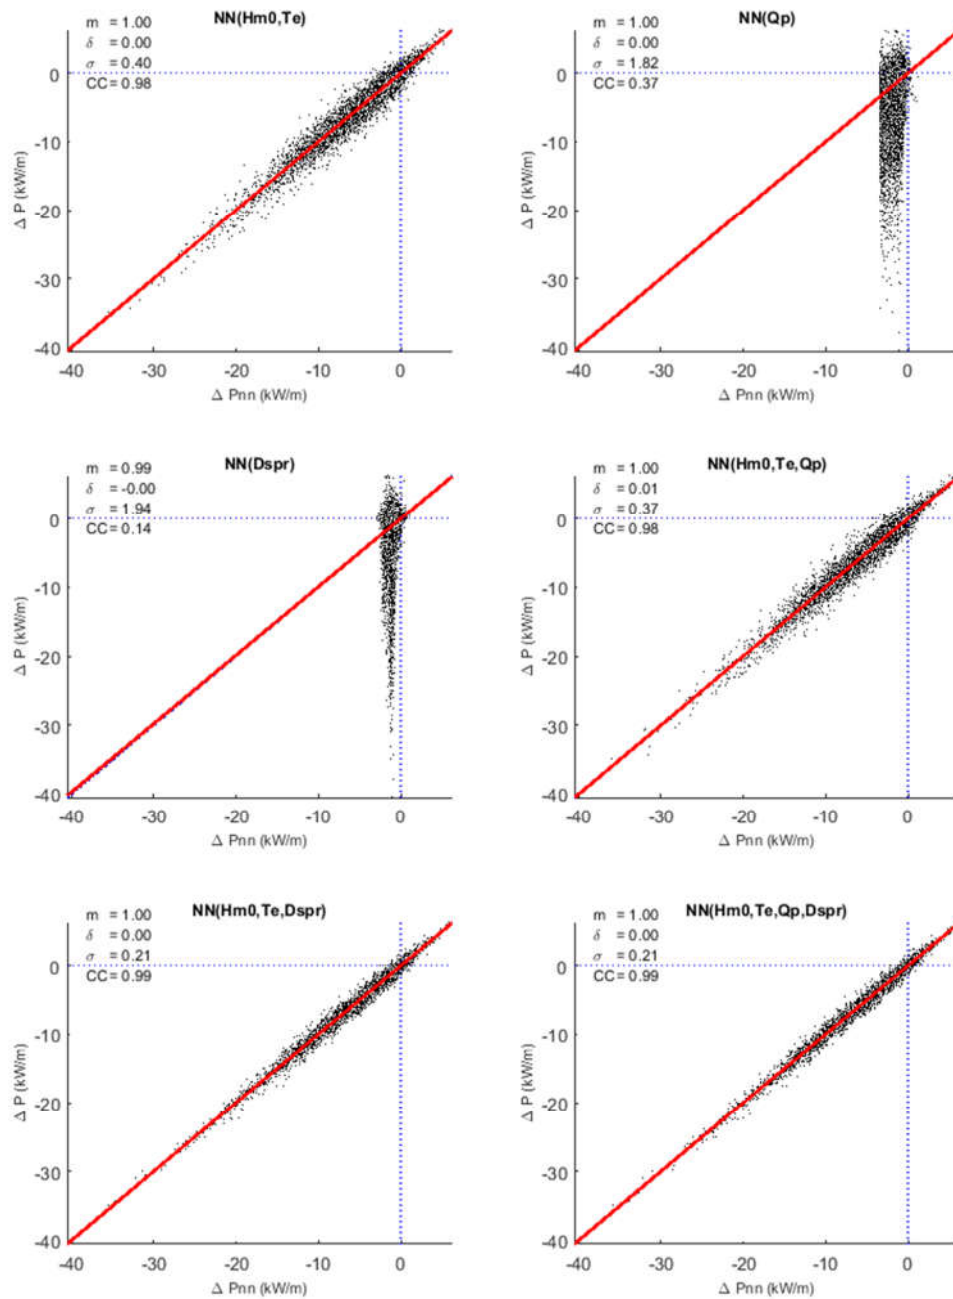 NN(Hm0,Te)
m = 1.00
δ = 0.00
σ = 0.40
CC = 0.98
0
-10
-20
-30
-40
Δ P (kW/m)
-40 -30 -20 -10 0
Δ Pnn (kW/m)
NN(Qp)
m = 1.00
δ = 0.00
σ = 1.82
CC = 0.37
0
-10
-20
-30
-40
Δ P (kW/m)
-40 -30 -20 -10 0
Δ Pnn (kW/m)
NN(Dspr)
m = 0.99
δ = -0.00
σ = 1.94
CC = 0.14
0
-10
-20
-30
-40
Δ P (kW/m)
-40 -30 -20 -10 0
Δ Pnn (kW/m)
NN(Hm0,Te,Qp)
m = 1.00
δ = 0.01
σ = 0.37
CC = 0.98
0
-10
-20
-30
-40
Δ P (kW/m)
-40 -30 -20 -10 0
Δ Pnn (kW/m)
NN(Hm0,Te,Dspr)
m = 1.00
δ = 0.00
σ = 0.21
CC = 0.99
0
-10
-20
-30
-40
Δ P (kW/m)
-40 -30 -20 -10 0
Δ Pnn (kW/m)
NN(Hm0,Te,Qp,Dspr)
m = 1.00
δ = 0.00
σ = 0.21
CC = 0.99
0
-10
-20
-30
-40
Δ P (kW/m)
-40 -30 -20 -10 0
Δ Pnn (kW/m)